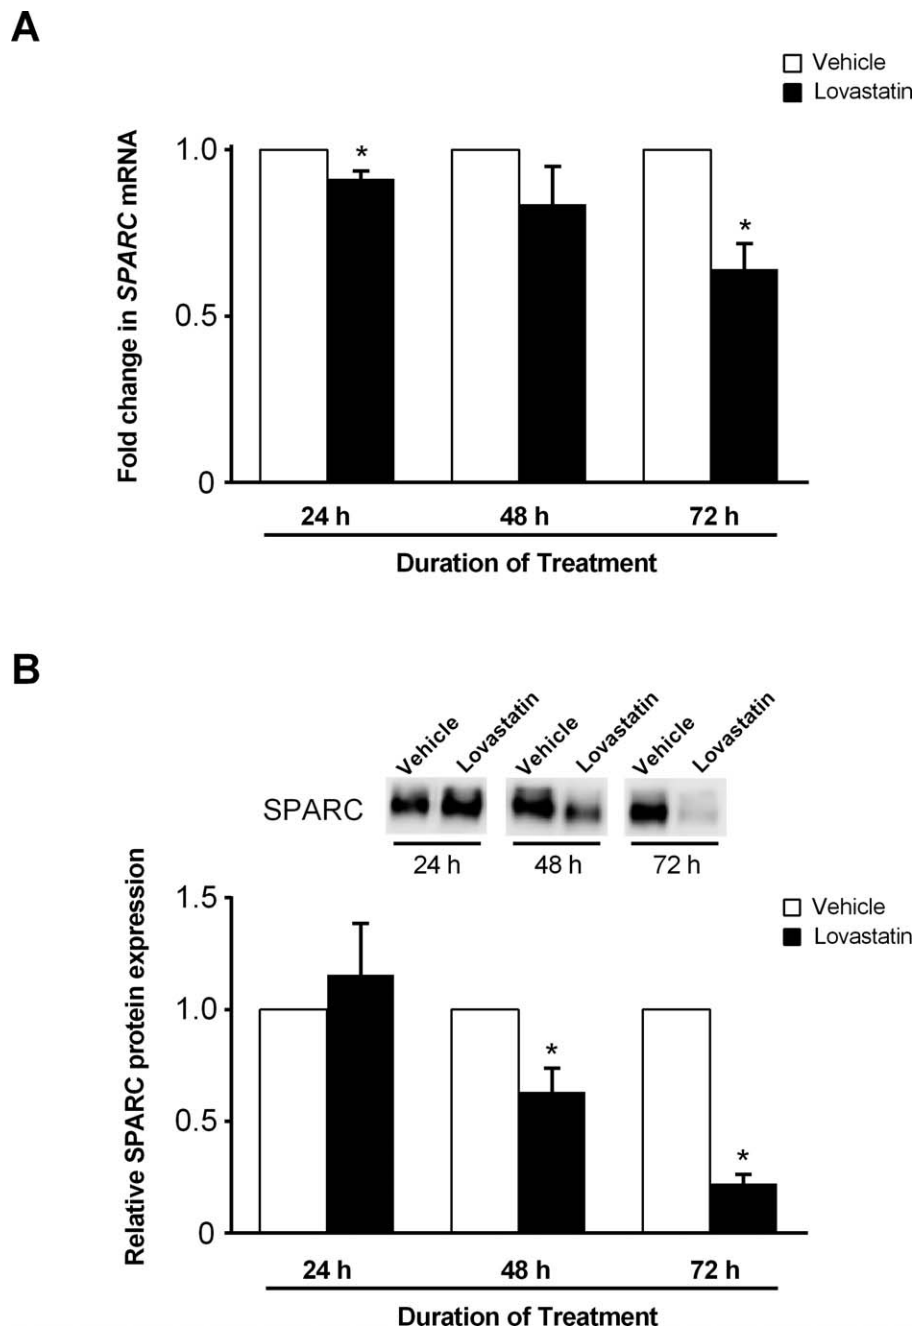 A
Vehicle
Lovastatin
Fold change in SPARC mRNA
1.0
0.5
0
*
*
24 h
48 h
72 h
Duration of Treatment
B
Vehicle
Lovastatin
Vehicle
Lovastatin
Vehicle
Lovastatin
SPARC
24 h
48 h
72 h
Vehicle
Lovastatin
Relative SPARC protein expression
1.5
1.0
0.5
0
*
*
24 h
48 h
72 h
Duration of Treatment